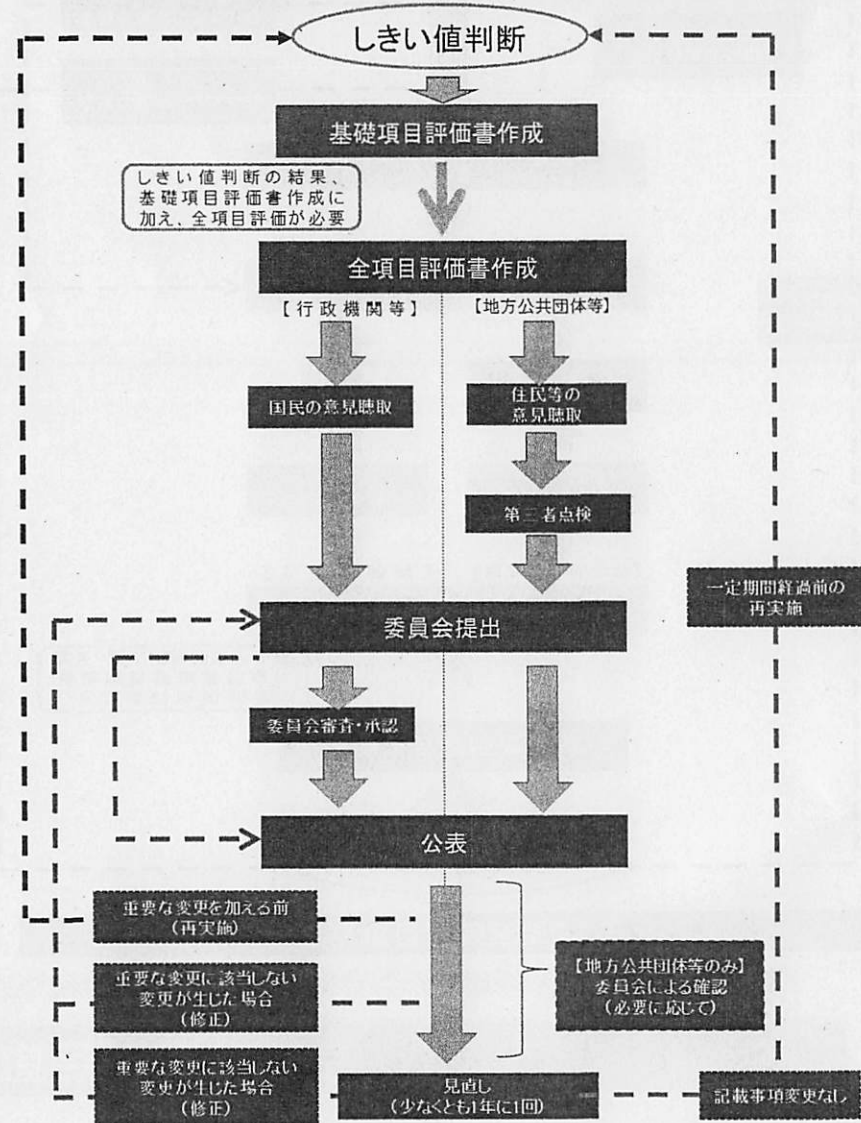 しきい値判断
基礎項目評価書作成
しきい値判断の結果、
基礎項目評価書作成に
加え、全項目評価が必要
全項目評価書作成
【行政機関等】
【地方公共団体等】
国民の意見聴取
住民等の
意見聴取
第三者点検
一定期間経過前の
再実施
委員会提出
委員会審査・承認
公表
重要な変更を加える前
(再実施)
【地方公共団体等のみ】
委員会による確認
(必要に応じて)
重要な変更に該当しない
変更が生じた場合
(修正)
重要な変更に該当しない
変更が生じた場合
(修正)
見直し
(少なくとも1年に1回)
記載事項変更なし